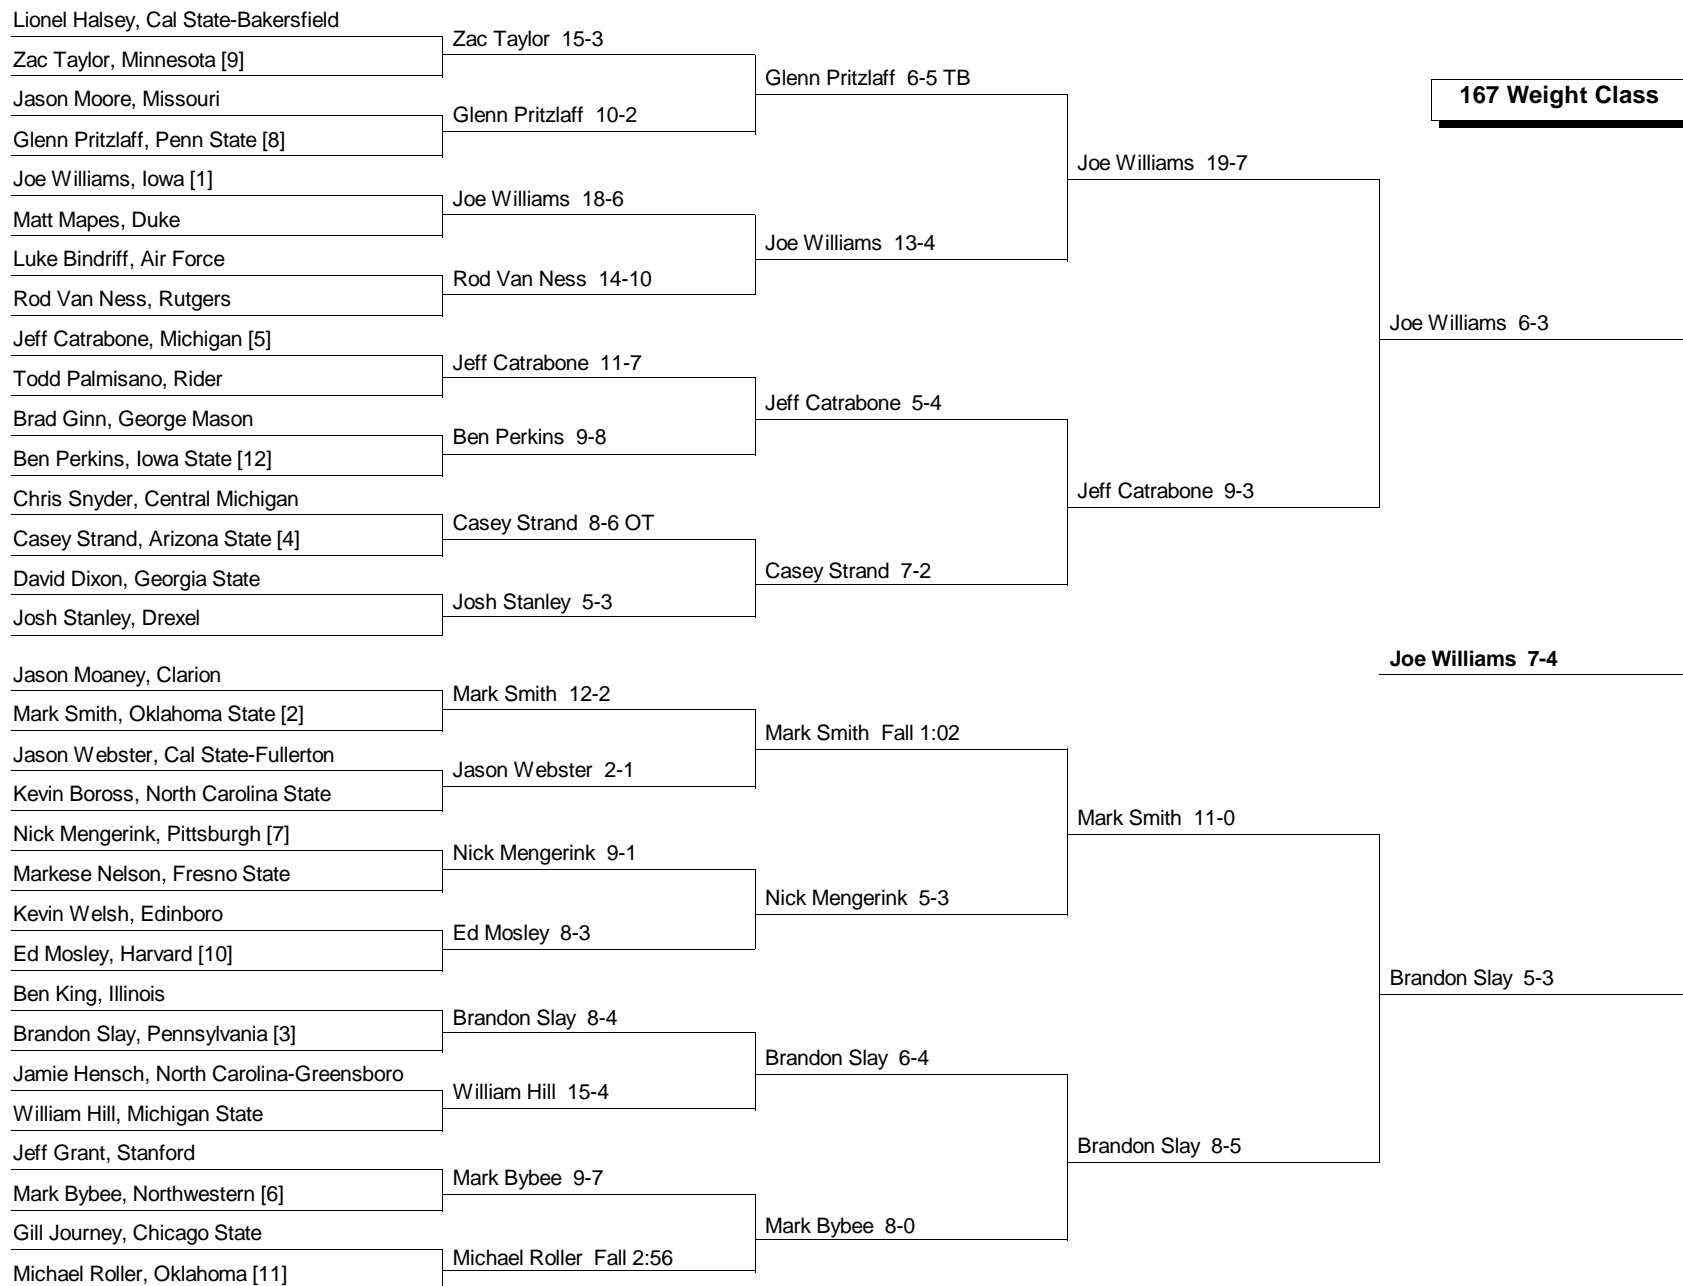 Lionel Halsey, Cal State-Bakersfield
Zac Taylor, Minnesota [9]
Jason Moore, Missouri
Glenn Pritzlaff, Penn State [8]
Joe Williams, Iowa [1]
Matt Mapes, Duke
Luke Bindriff, Air Force
Rod Van Ness, Rutgers
Jeff Catrabone, Michigan [5]
Todd Palmisano, Rider
Brad Ginn, George Mason
Ben Perkins, Iowa State [12]
Chris Snyder, Central Michigan
Casey Strand, Arizona State [4]
David Dixon, Georgia State
Josh Stanley, Drexel
Jason Moaney, Clarion
Mark Smith, Oklahoma State [2]
Jason Webster, Cal State-Fullerton
Kevin Boross, North Carolina State
Nick Mengerink, Pittsburgh [7]
Markese Nelson, Fresno State
Kevin Welsh, Edinboro
Ed Mosley, Harvard [10]
Ben King, Illinois
Brandon Slay, Pennsylvania [3]
Jamie Hensch, North Carolina-Greensboro
William Hill, Michigan State
Jeff Grant, Stanford
Mark Bybee, Northwestern [6]
Gill Journey, Chicago State
Michael Roller, Oklahoma [11]
Zac Taylor 15-3
Glenn Pritzlaff 10-2
Joe Williams 18-6
Rod Van Ness 14-10
Jeff Catrabone 11-7
Ben Perkins 9-8
Casey Strand 8-6 OT
Josh Stanley 5-3
Mark Smith 12-2
Jason Webster 2-1
Nick Mengerink 9-1
Ed Mosley 8-3
Brandon Slay 8-4
William Hill 15-4
Mark Bybee 9-7
Michael Roller Fall 2:56
Glenn Pritzlaff 6-5 TB
Joe Williams 13-4
Jeff Catrabone 5-4
Casey Strand 7-2
Mark Smith Fall 1:02
Nick Mengerink 5-3
Brandon Slay 6-4
Mark Bybee 8-0
Joe Williams 19-7
Jeff Catrabone 9-3
Mark Smith 11-0
Brandon Slay 8-5
167 Weight Class
Joe Williams 6-3
Joe Williams 7-4
Brandon Slay 5-3